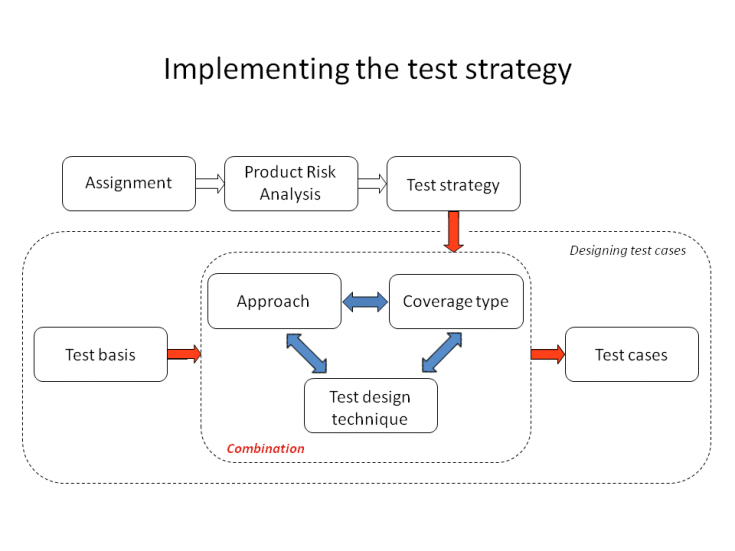 Implementing the test strategy
Assignment
Product Risk
Analysis
Test strategy
Designing test cases
Approach
Coverage type
Test basis
Test cases
Test design
technique
Combination